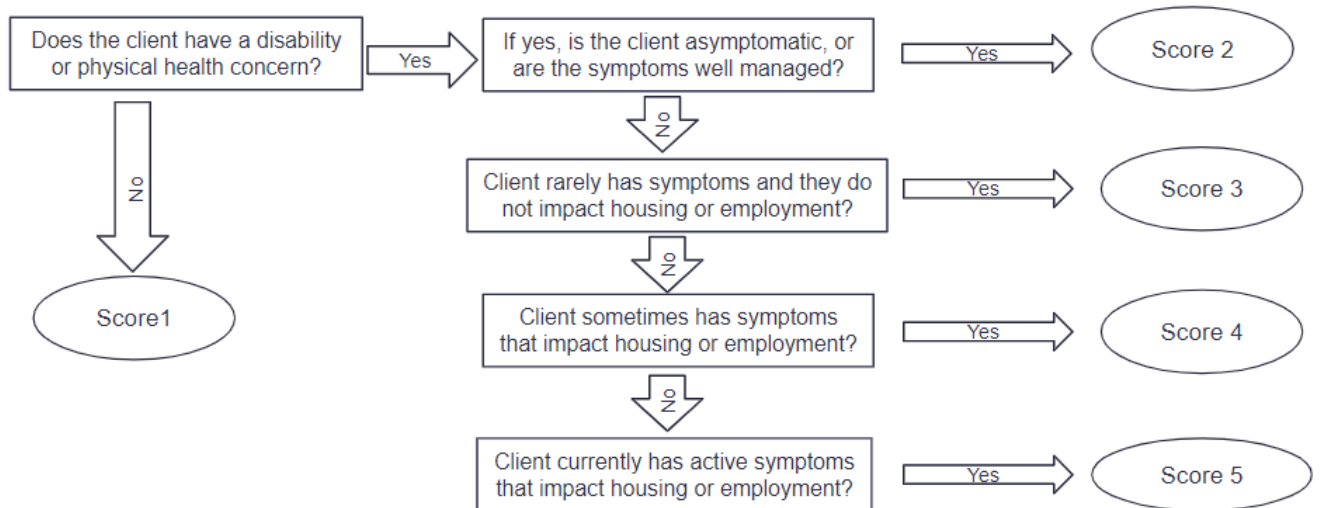 Does the client have a disability
or physical health concern?
Yes
If yes, is the client asymptomatic, or
are the symptoms well managed?
Yes
Score 2
No
No
Client rarely has symptoms and they do
not impact housing or employment?
Yes
Score 3
No
Score1
Client sometimes has symptoms
that impact housing or employment?
Yes
Score 4
No
Client currently has active symptoms
that impact housing or employment?
Yes
Score 5